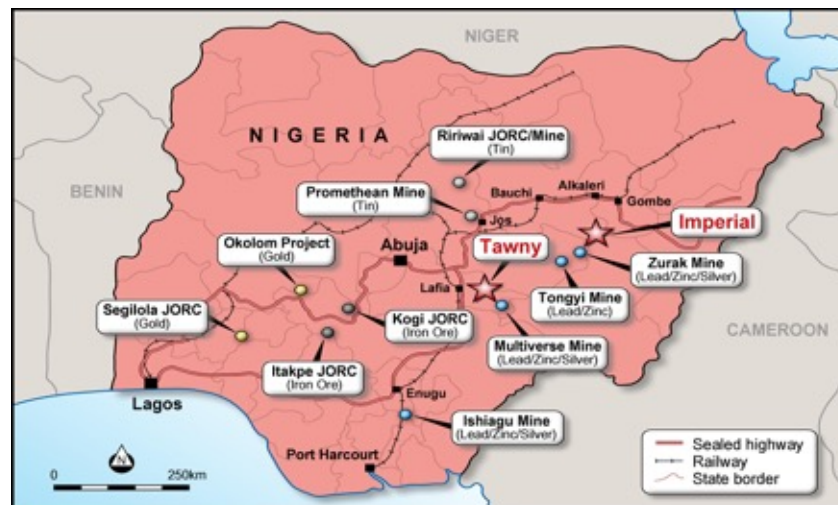 NIGER
NIGERIA
Ririwai JORC/Mine
(Tin)
BENIN
Promethean Mine
(Tin)
Bauchi
Alkaleri
Gombe
Jos
Imperial
Okolom Project
(Gold)
Abuja
Tawny
Zurak Mine
(Lead/Zinc/Silver)
Lafia
Tongyi Mine
(Lead/Zinc)
Segilola JORC
(Gold)
Kogi JORC
(Iron Ore)
CAMEROON
Multiverse Mine
(Lead/Zinc/Silver)
Itakpe JORC
(Iron Ore)
Lagos
Enugu
Ishiagu Mine
(Lead/Zinc/Silver)
Port Harcourt
N
0 250km
Sealed highway
Railway
State border